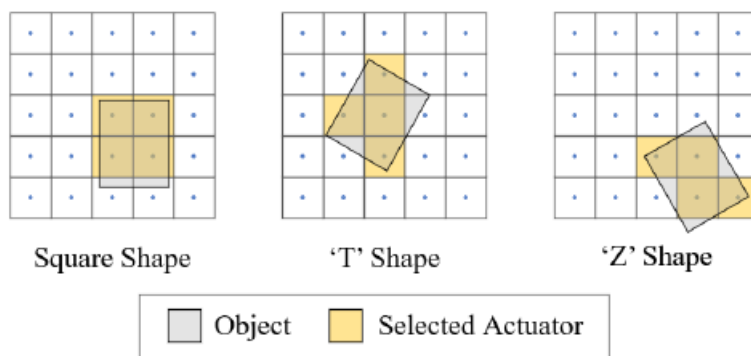 Square Shape
‘T’ Shape
‘Z’ Shape
Object
Selected Actuator